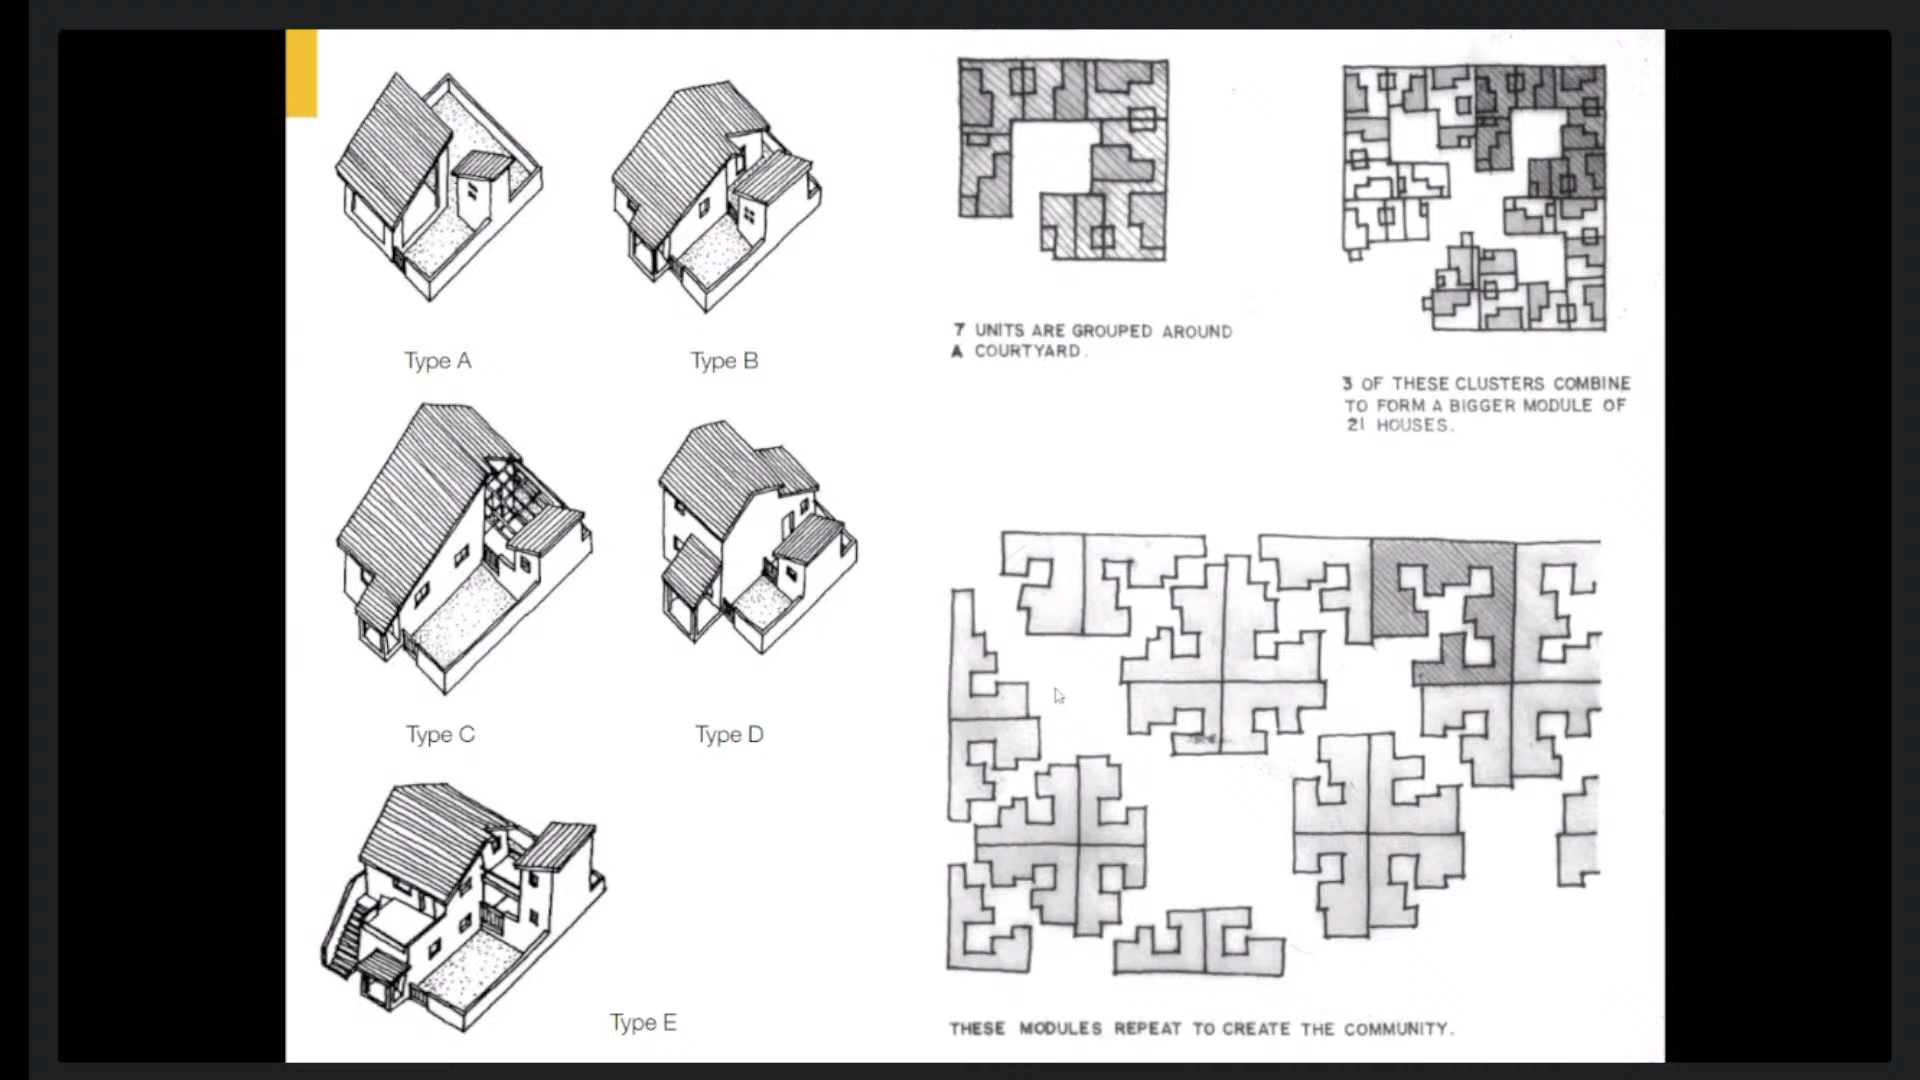 Type A
Type B
Type C
Type D
Type E
7 UNITS ARE GROUPED AROUND
A COURTYARD.
3 OF THESE CLUSTERS COMBINE
TO FORM A BIGGER MODULE OF
21 HOUSES.
THESE MODULES REPEAT TO CREATE THE COMMUNITY.